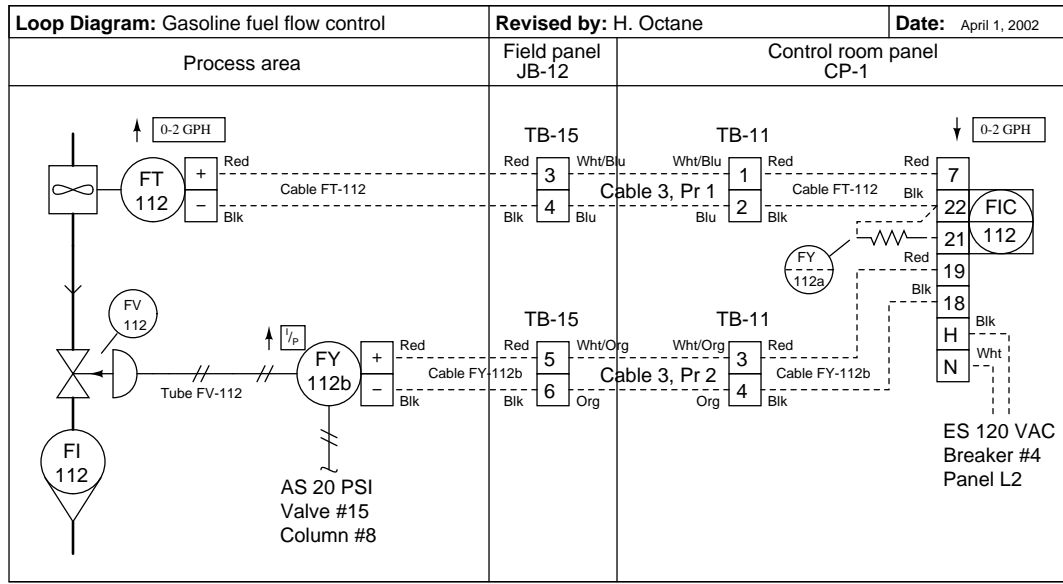 Loop Diagram: Gasoline fuel flow control
Revised by: H. Octane
Date: April 1, 2002
Process area
Field panel
JB-12
Control room panel
CP-1
0-2 GPH
FT
112
+
–
Red
Blk
Cable FT-112
TB-15
Red
3
Wht/Blu
Blk
4
Blu
Cable 3, Pr 1
TB-11
Wht/Blu
1
Red
Blu
2
Blk
Cable FT-112
0-2 GPH
Red
7
Blk
22
21
Red
19
Blk
18
H
Blk
N
Wht
FIC
112
FY
112a
ES 120 VAC
Breaker #4
Panel L2
FV
112
Tube FV-112
I/P
FY
112b
+
–
Red
Blk
Cable FY-112b
TB-15
Red
5
Wht/Org
Blk
6
Org
Cable 3, Pr 2
TB-11
Wht/Org
3
Red
Org
4
Blk
Cable FY-112b
FI
112
AS 20 PSI
Valve #15
Column #8